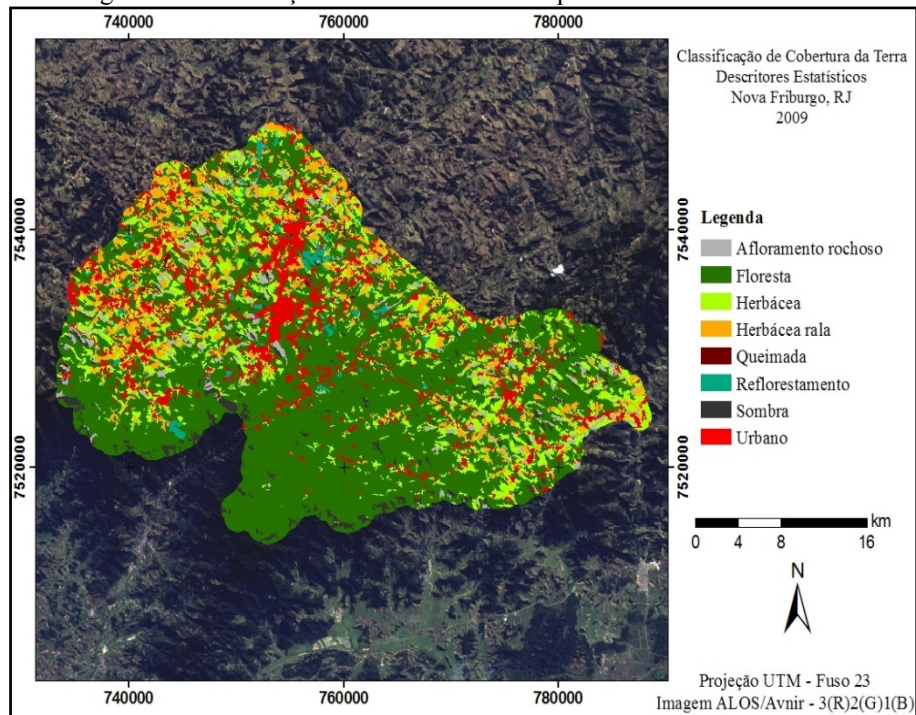 740000
760000
780000
Classificação de Cobertura da Terra
Descritores Estatísticos
Nova Friburgo, RJ
2009
7540000
7540000
Legenda
Afloramento rochoso
Floresta
Herbácea
Herbácea rala
Queimada
Reflorestamento
Sombra
Urbano
7520000
7520000
km
0 4 8 16
N
Projeção UTM - Fuso 23
Imagem ALOS/Avnir - 3(R)2(G)1(B)
740000
760000
780000